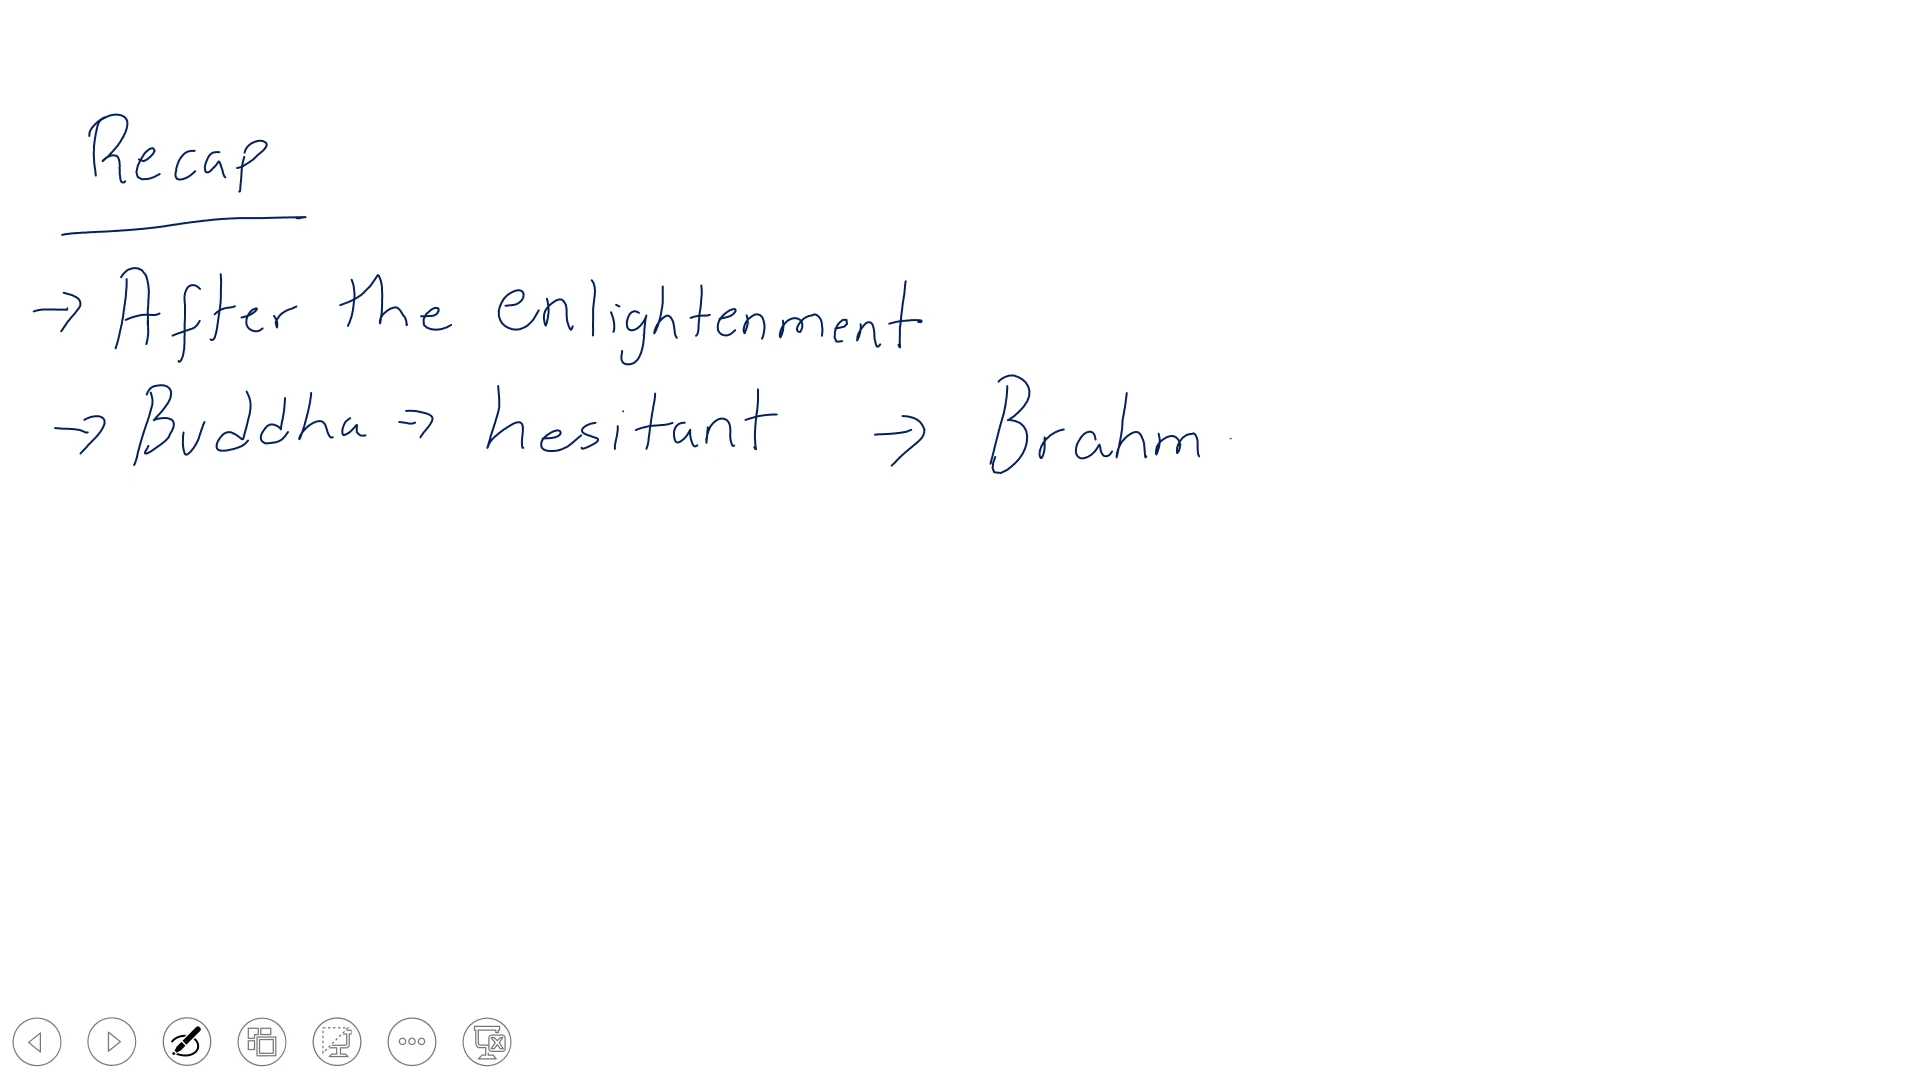 Recap
→ After the enlightenment
→ Buddha → hesitant → Brahm